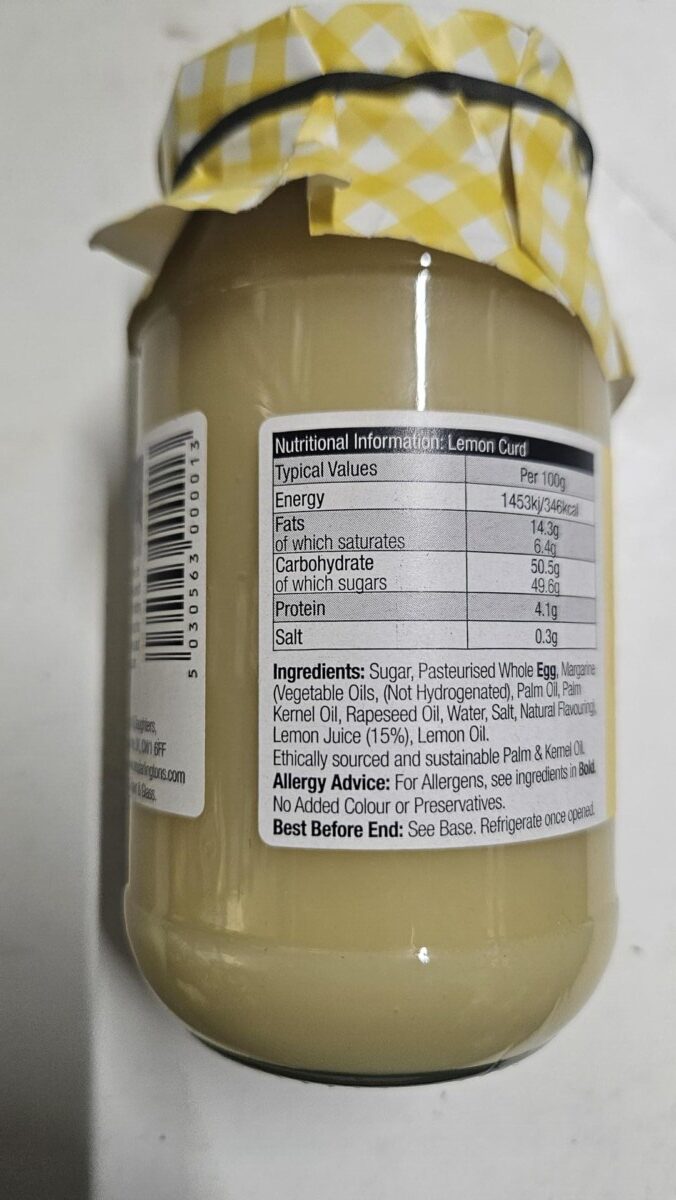 Nutritional Information: Lemon Curd
Typical Values Per 100g
Energy 1453kj/346kcal
Fats 14.3g
of which saturates 6.4g
Carbohydrate 50.5g
of which sugars 49.6g
Protein 4.1g
Salt 0.3g
Ingredients: Sugar, Pasteurised Whole Egg, Margarine
(Vegetable Oils, (Not Hydrogenated), Palm Oil, Palm
Kernel Oil, Rapeseed Oil, Water, Salt, Natural Flavouring),
Lemon Juice (15%), Lemon Oil.
Ethically sourced and sustainable Palm & Kernel Oil.
Allergy Advice: For Allergens, see ingredients in Bold.
No Added Colour or Preservatives.
Best Before End: See Base. Refrigerate once opened.
5 030563 000013
CW1 6FF